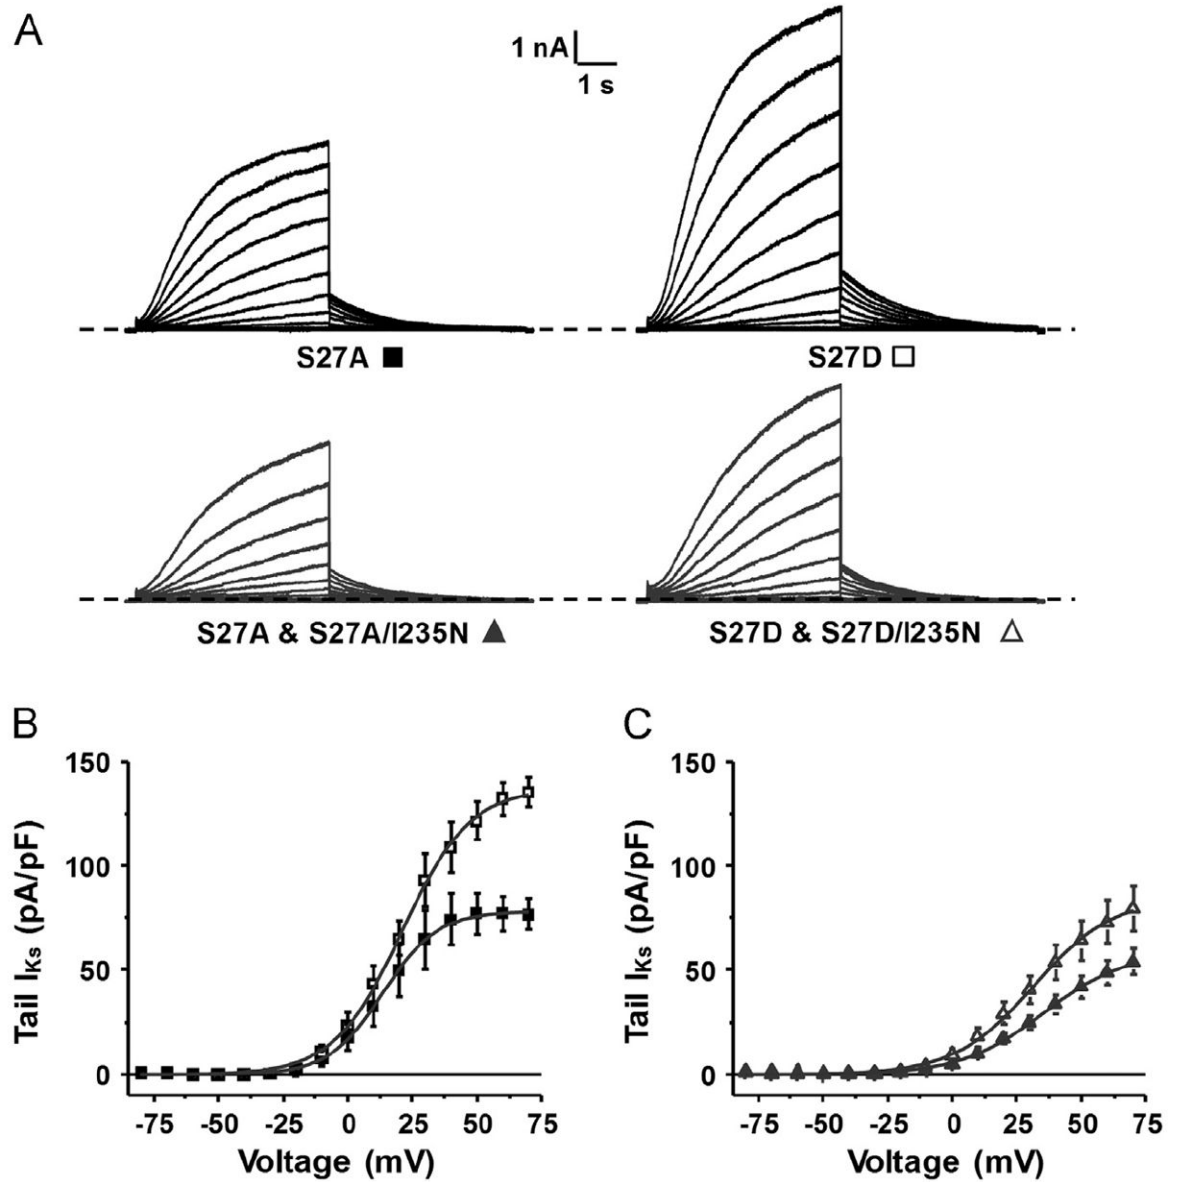 A
1 nA
1 s
S27A ■
S27D □
S27A & S27A/I235N ▲
S27D & S27D/I235N △
B
150
100
50
0
-75 -50 -25 0 25 50 75
Tail I_Ks (pA/pF)
Voltage (mV)
C
150
100
50
0
-75 -50 -25 0 25 50 75
Tail I_Ks (pA/pF)
Voltage (mV)